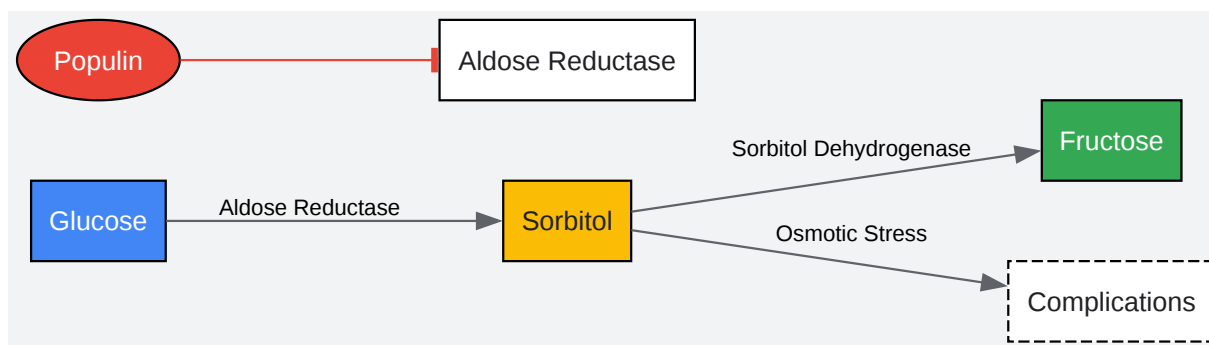 Populin
Aldose Reductase
Fructose
Sorbitol Dehydrogenase
Glucose
Aldose Reductase
Sorbitol
Osmotic Stress
Complications